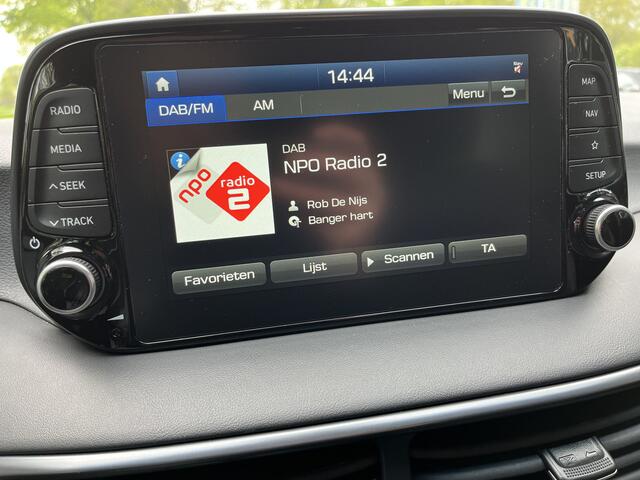 14:44
Nav
DAB/FM
AM
Menu
DAB
NPO Radio 2
npo
radio
2
Rob De Nijs
Banger hart
Favorieten
Lijst
Scannen
TA
RADIO
MEDIA
SEEK
TRACK
MAP
NAV
SETUP